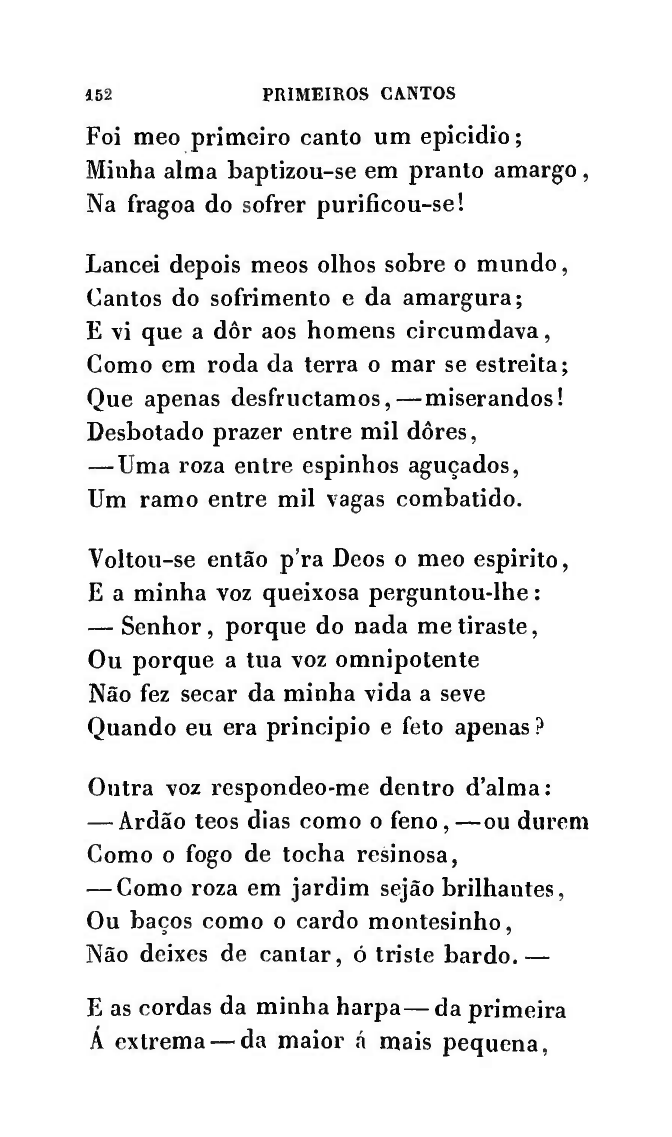 152 PRIMEIROS CANTOS
Foi meo primeiro canto um epicidio;
Minha alma baptizou-se em pranto amargo,
Na fragoa do sofrer purificou-se!
Lancei depois meos olhos sobre o mundo,
Cantos do sofrimento e da amargura;
E vi que a dôr aos homens circumdava,
Como em roda da terra o mar se estreita;
Que apenas desfructamos,—miserandos!
Desbotado prazer entre mil dôres,
—Uma roza entre espinhos aguçados,
Um ramo entre mil vagas combatido.
Voltou-se então p'ra Deos o meo espirito,
E a minha voz queixosa perguntou-lhe:
— Senhor, porque do nada me tiraste,
Ou porque a tua voz omnipotente
Não fez secar da minha vida a seve
Quando eu era principio e feto apenas?
Outra voz respondeo-me dentro d'alma:
— Ardão teos dias como o feno,—ou durem
Como o fogo de tocha resinosa,
—Como roza em jardim sejão brilhantes,
Ou baços como o cardo montesinho,
Não deixes de cantar, ó triste bardo.—
E as cordas da minha harpa—da primeira
Á extrema—da maior á mais pequena,